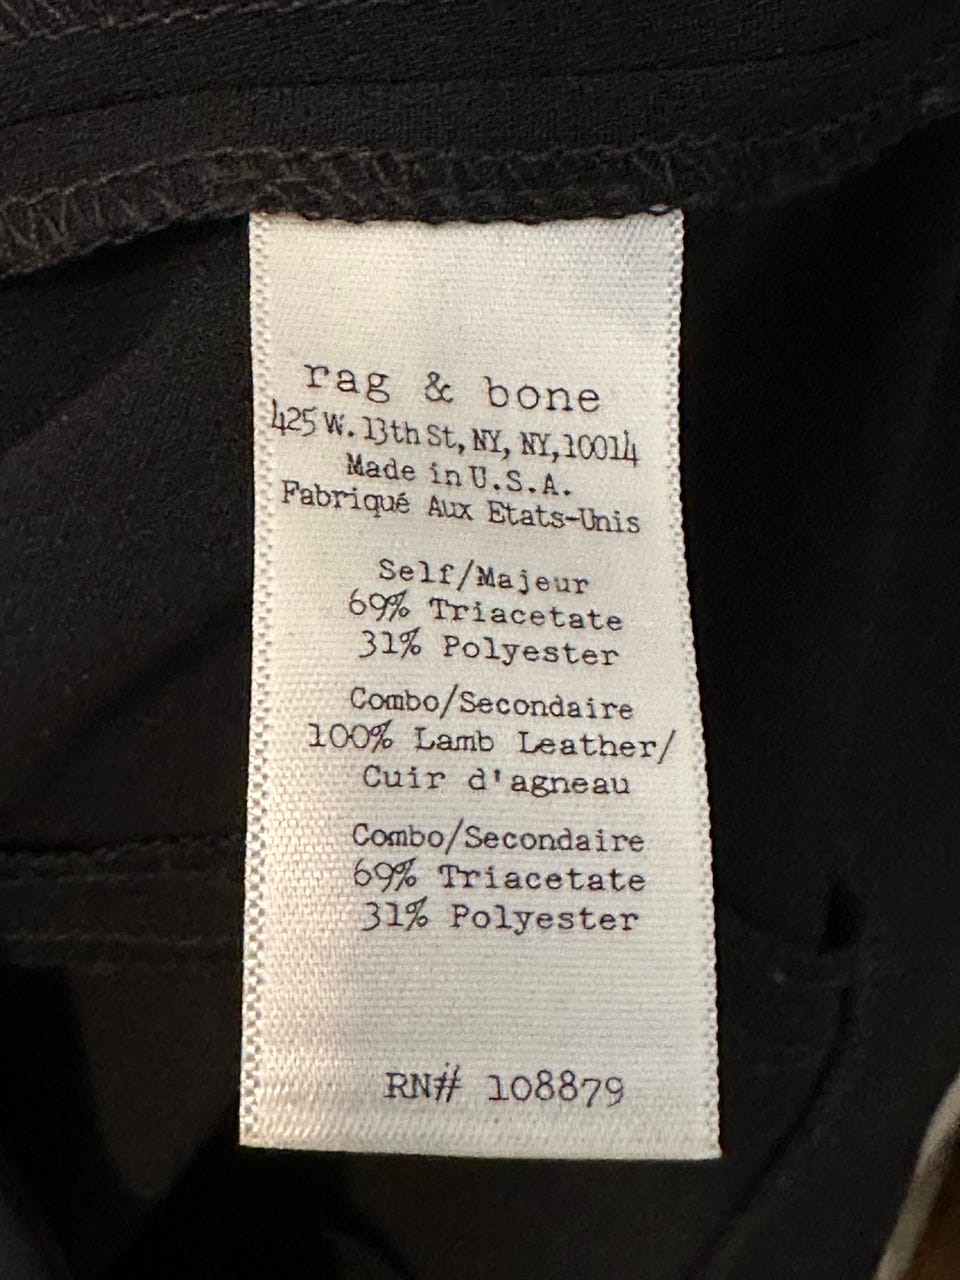 rag & bone
425 W. 13th St, NY, NY, 10014
Made in U.S.A.
Fabriqué Aux Etats-Unis
Self/Majeur
69% Triacetate
31% Polyester
Combo/Secondaire
100% Lamb Leather/
Cuir d'agneau
Combo/Secondaire
69% Triacetate
31% Polyester
RN# 108879